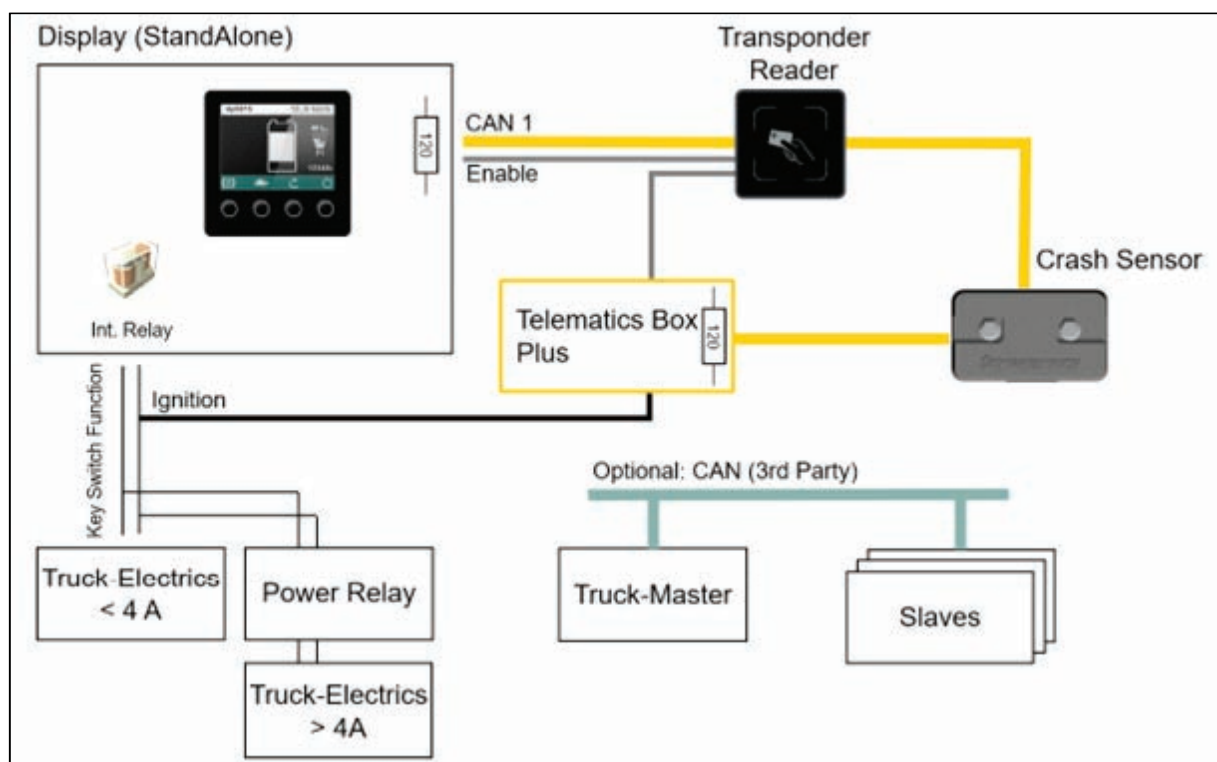 Display (StandAlone)
Transponder
Reader
CAN 1
120
Enable
Crash Sensor
Telematics Box
Plus
120
Int. Relay
Ignition
Key Switch Function
Optional: CAN (3rd Party)
Truck-Electrics
< 4 A
Power Relay
Truck-Master
Slaves
Truck-Electrics
> 4A